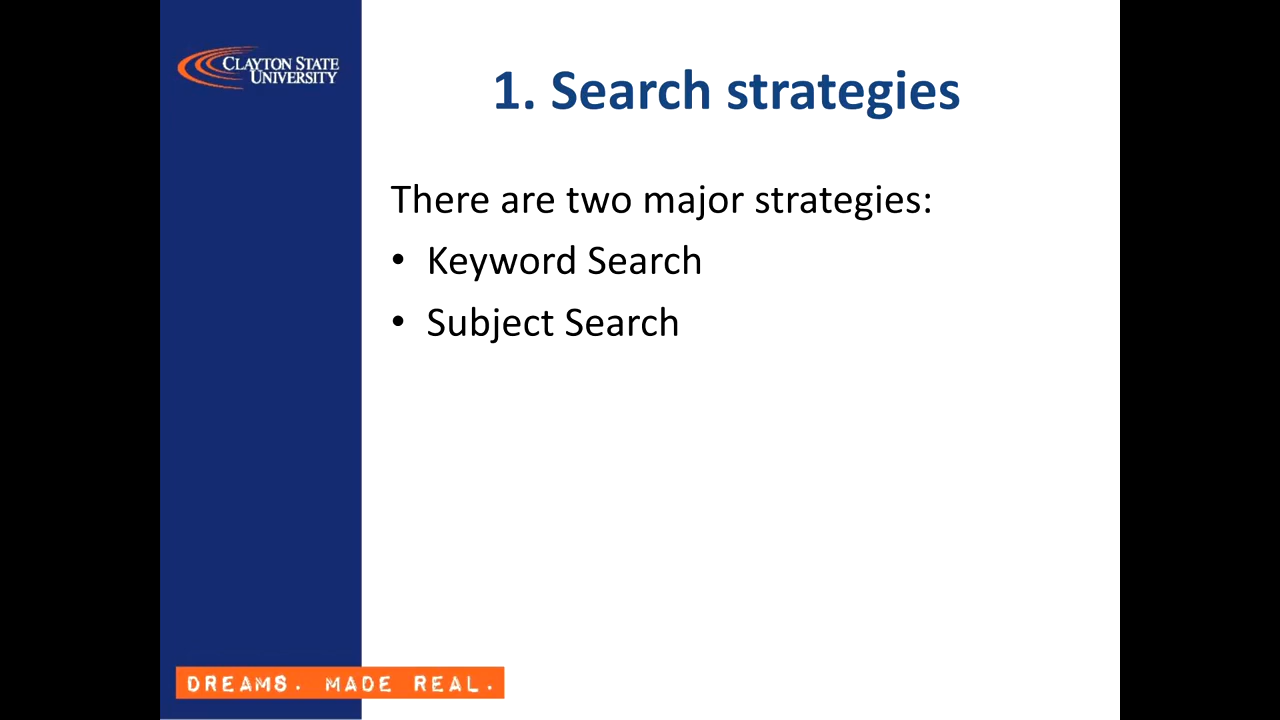 CLAYTON STATE
UNIVERSITY
1. Search strategies
There are two major strategies:
• Keyword Search
• Subject Search
DREAMS. MADE REAL.